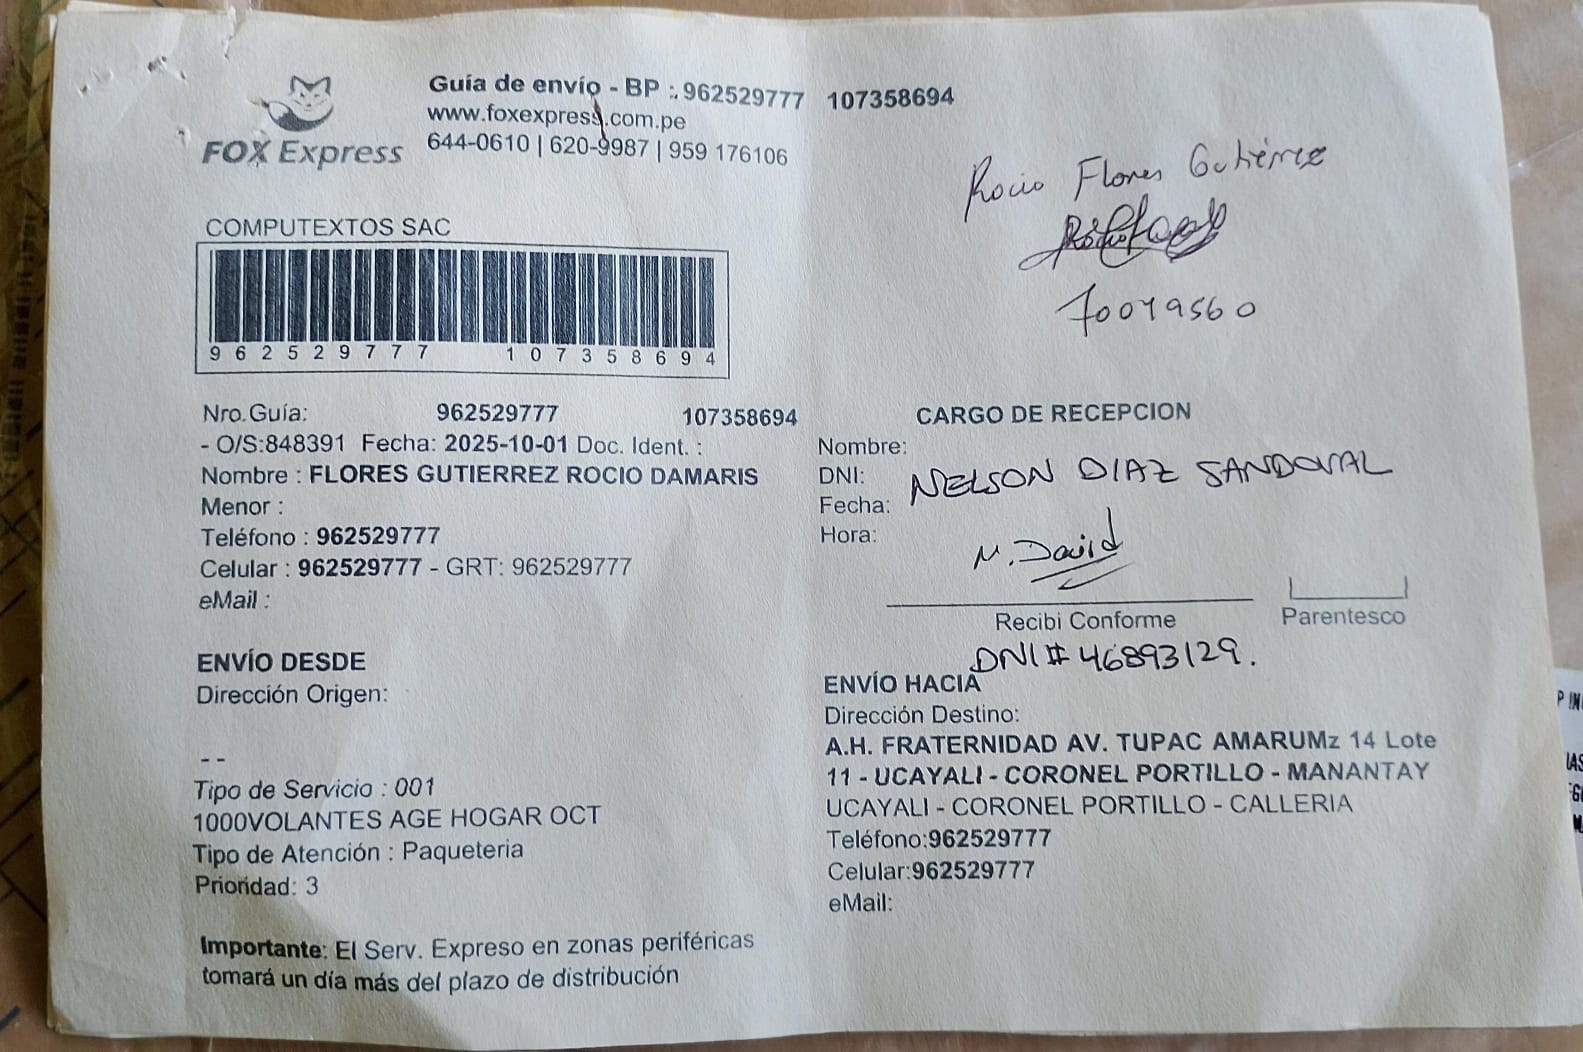 FOX Express
Guía de envío - BP : 962529777 107358694
www.foxexpress.com.pe
644-0610 | 620-9987 | 959 176106
Rocio Flores Gutiérrez
70079560
COMPUTEXTOS SAC
962529777 107358694
Nro.Guía: 962529777 107358694
- O/S:848391 Fecha: 2025-10-01 Doc. Ident. :
Nombre : FLORES GUTIERREZ ROCIO DAMARIS
Menor :
Teléfono : 962529777
Celular : 962529777 - GRT: 962529777
eMail :
ENVÍO DESDE
Dirección Origen:
--
Tipo de Servicio : 001
1000VOLANTES AGE HOGAR OCT
Tipo de Atención : Paqueteria
Prioridad: 3
Importante: El Serv. Expreso en zonas periféricas
tomará un día más del plazo de distribución
CARGO DE RECEPCION
Nombre:
DNI: NELSON DIAZ SANDOVAL
Fecha:
Hora:
N. David
Recibi Conforme Parentesco
DNI# 46893129.
ENVÍO HACIA
Dirección Destino:
A.H. FRATERNIDAD AV. TUPAC AMARUMz 14 Lote
11 - UCAYALI - CORONEL PORTILLO - MANANTAY
UCAYALI - CORONEL PORTILLO - CALLERIA
Teléfono:962529777
Celular:962529777
eMail: